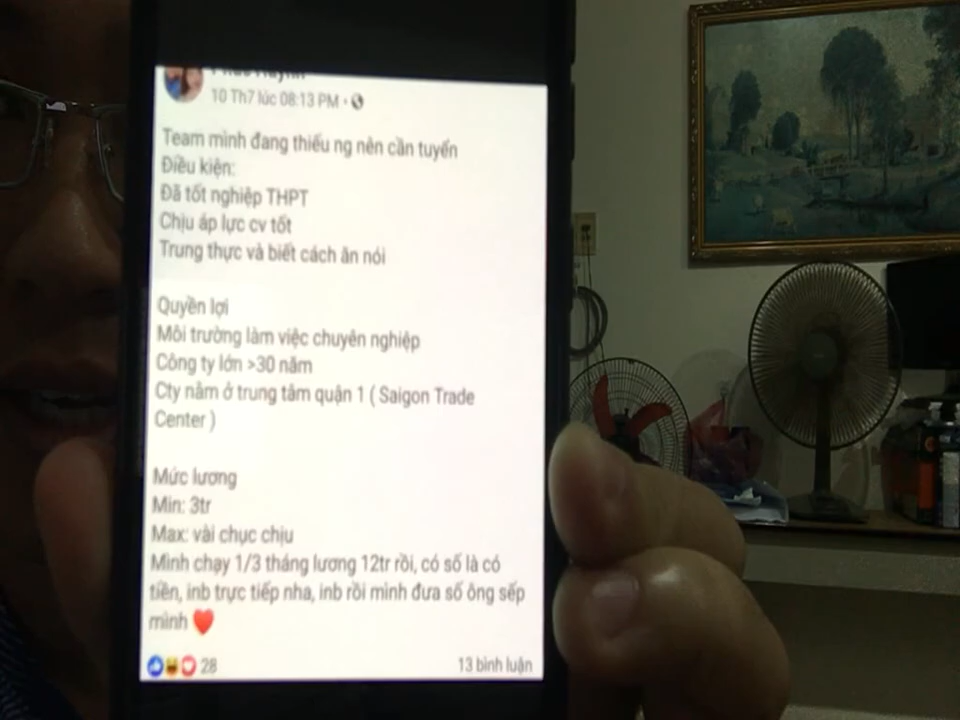 10 Th7 lúc 08:13 PM
Team mình đang thiếu ng nên cần tuyển
Điều kiện:
Đã tốt nghiệp THPT
Chịu áp lực cv tốt
Trung thực và biết cách ăn nói
Quyền lợi
Môi trường làm việc chuyên nghiệp
Công ty lớn >30 năm
Cty nằm ở trung tâm quận 1 ( Saigon Trade
Center )
Mức lương
Min: 3tr
Max: vài chục chịu
Mình chạy 1/3 tháng lương 12tr rồi, có số là có
tiền, inb trực tiếp nha, inb rồi mình đưa số ông sếp
mình
28
13 bình luận